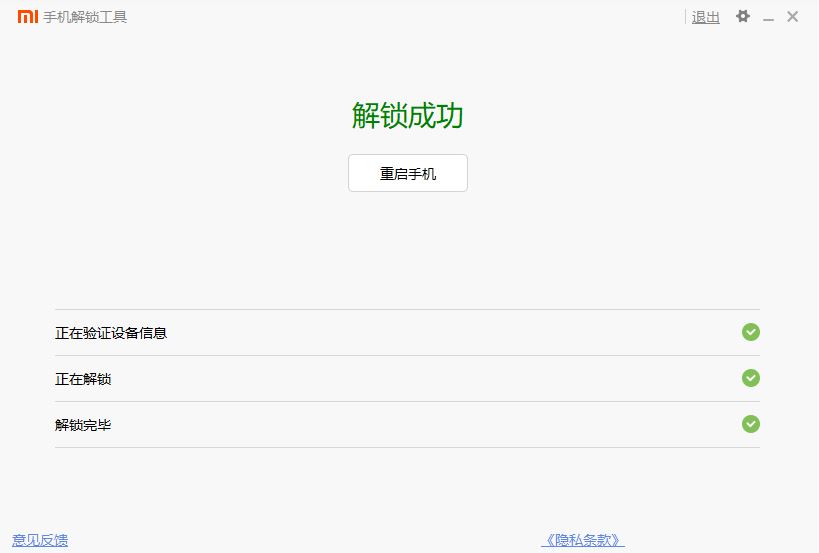 MI 手机解锁工具 退出
解锁成功
重启手机
正在验证设备信息
正在解锁
解锁完毕
意见反馈 《隐私条款》